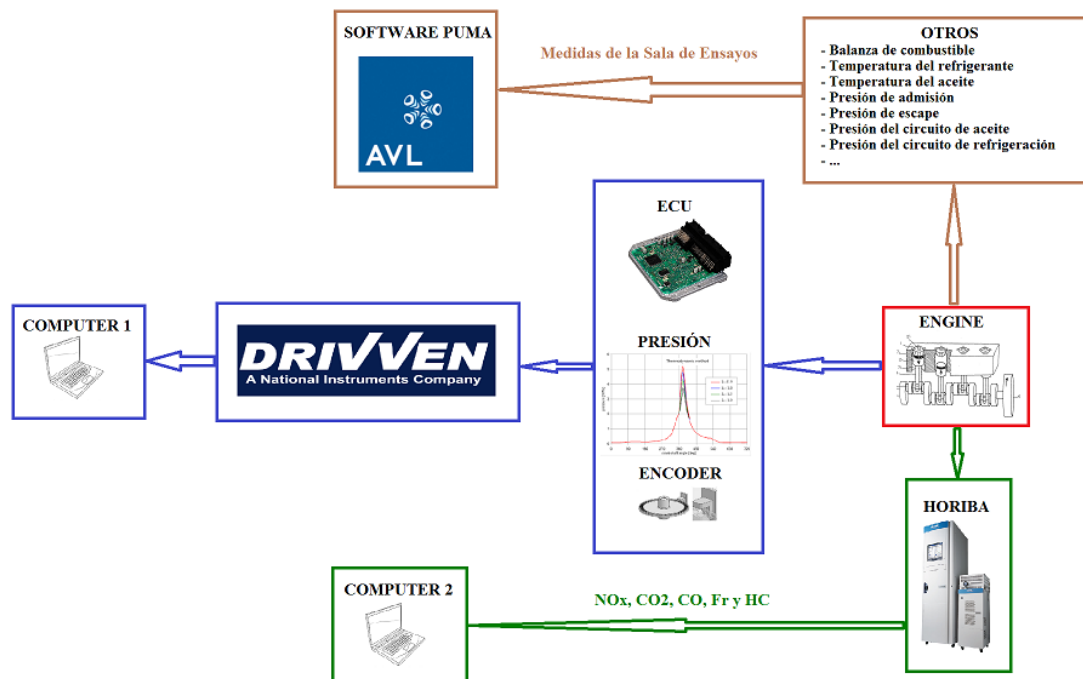 SOFTWARE PUMA
AVL
Medidas de la Sala de Ensayos
OTROS
- Balanza de combustible
- Temperatura del refrigerante
- Temperatura del aceite
- Presión de admisión
- Presión de escape
- Presión del circuito de aceite
- Presión del circuito de refrigeración
- ...
ECU
COMPUTER 1
DRIVVEN
A National Instruments Company
PRESIÓN
ENCODER
ENGINE
HORIBA
COMPUTER 2
NOx, CO2, CO, Fr y HC